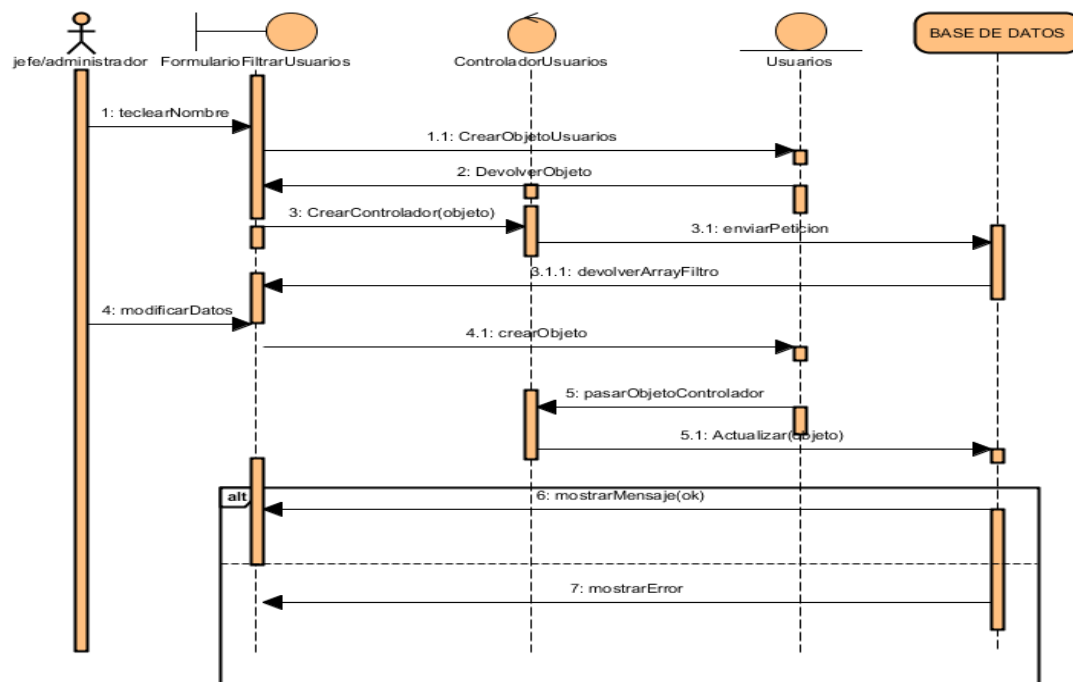 jefe/administrador
FormularioFiltrarUsuarios
ControladorUsuarios
Usuarios
BASE DE DATOS
1: teclearNombre
1.1: CrearObjetoUsuarios
2: DevolverObjeto
3: CrearControlador(objeto)
3.1: enviarPeticion
3.1.1: devolverArrayFiltro
4: modificarDatos
4.1: crearObjeto
5: pasarObjetoControlador
5.1: Actualizar(objeto)
alt
6: mostrarMensaje(ok)
7: mostrarError